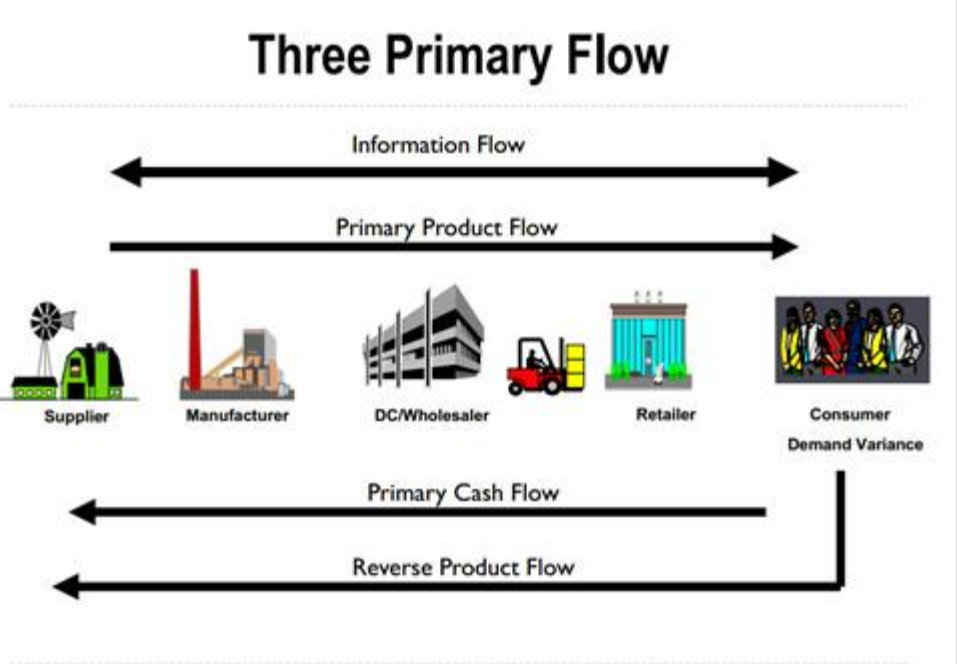 Three Primary Flow
Information Flow
Primary Product Flow
Supplier
Manufacturer
DC/Wholesaler
Retailer
Consumer
Demand Variance
Primary Cash Flow
Reverse Product Flow